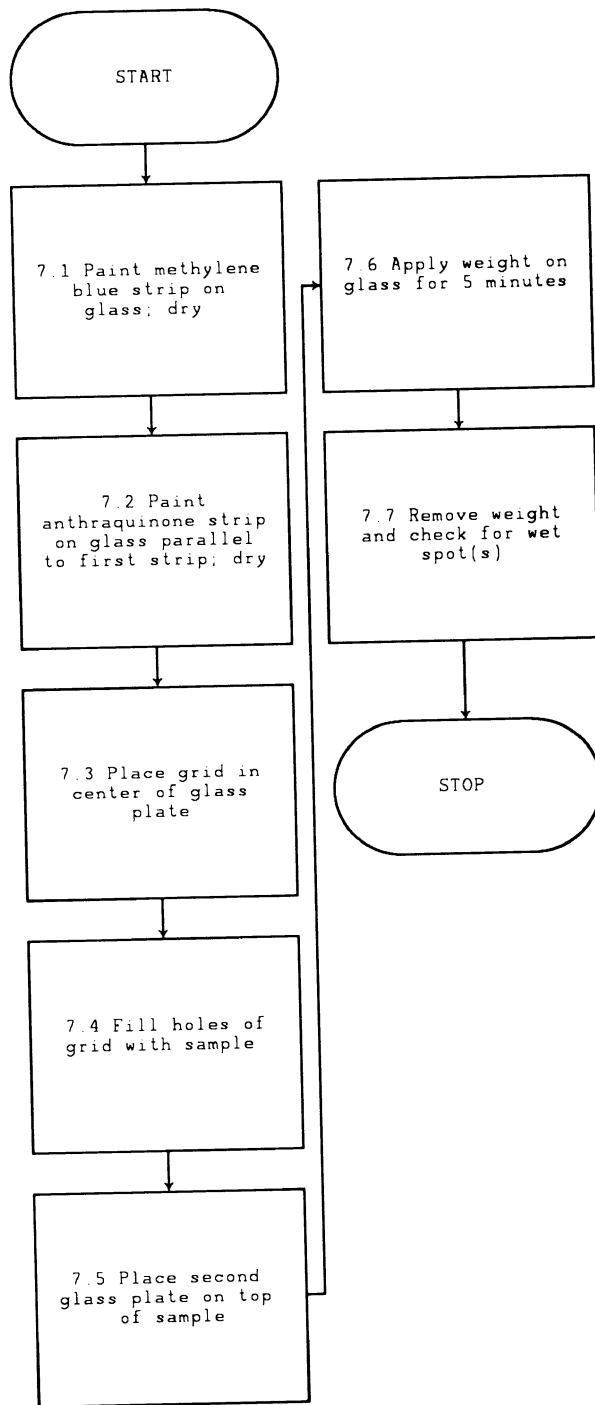 START
7.1 Paint methylene
blue strip on
glass; dry
7.2 Paint
anthraquinone strip
on glass parallel
to first strip; dry
7.3 Place grid in
center of glass
plate
7.4 Fill holes of
grid with sample
7.5 Place second
glass plate on top
of sample
7.6 Apply weight on
glass for 5 minutes
7.7 Remove weight
and check for wet
spot(s)
STOP